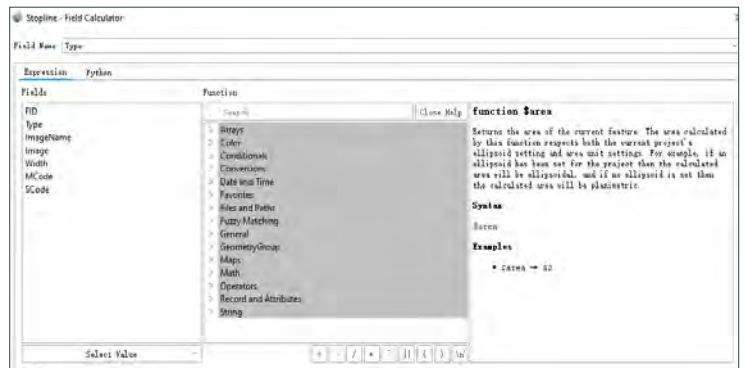 Stopline - Field Calculator
Field Name Type
Expression Python
Fields
Function
FID
Type
ImageName
Image
Width
MCode
SCode
Select Value
Search
Close Help
Arrays
Color
Conditionals
Conversions
Date and Time
Favorites
Files and Paths
Fuzzy Matching
General
GeometryGroup
Maps
Math
Operators
Record and Attributes
String
+ - / * ^ || ( ) \n
function $area
Returns the area of the current feature. The area calculated
by this function respects both the current project's
ellipsoid setting and area unit settings. For example, if an
ellipsoid has been set for the project then the calculated
area will be ellipsoidal, and if no ellipsoid is set then
the calculated area will be planimetric.
Syntax
$area
Examples
• $area → 42